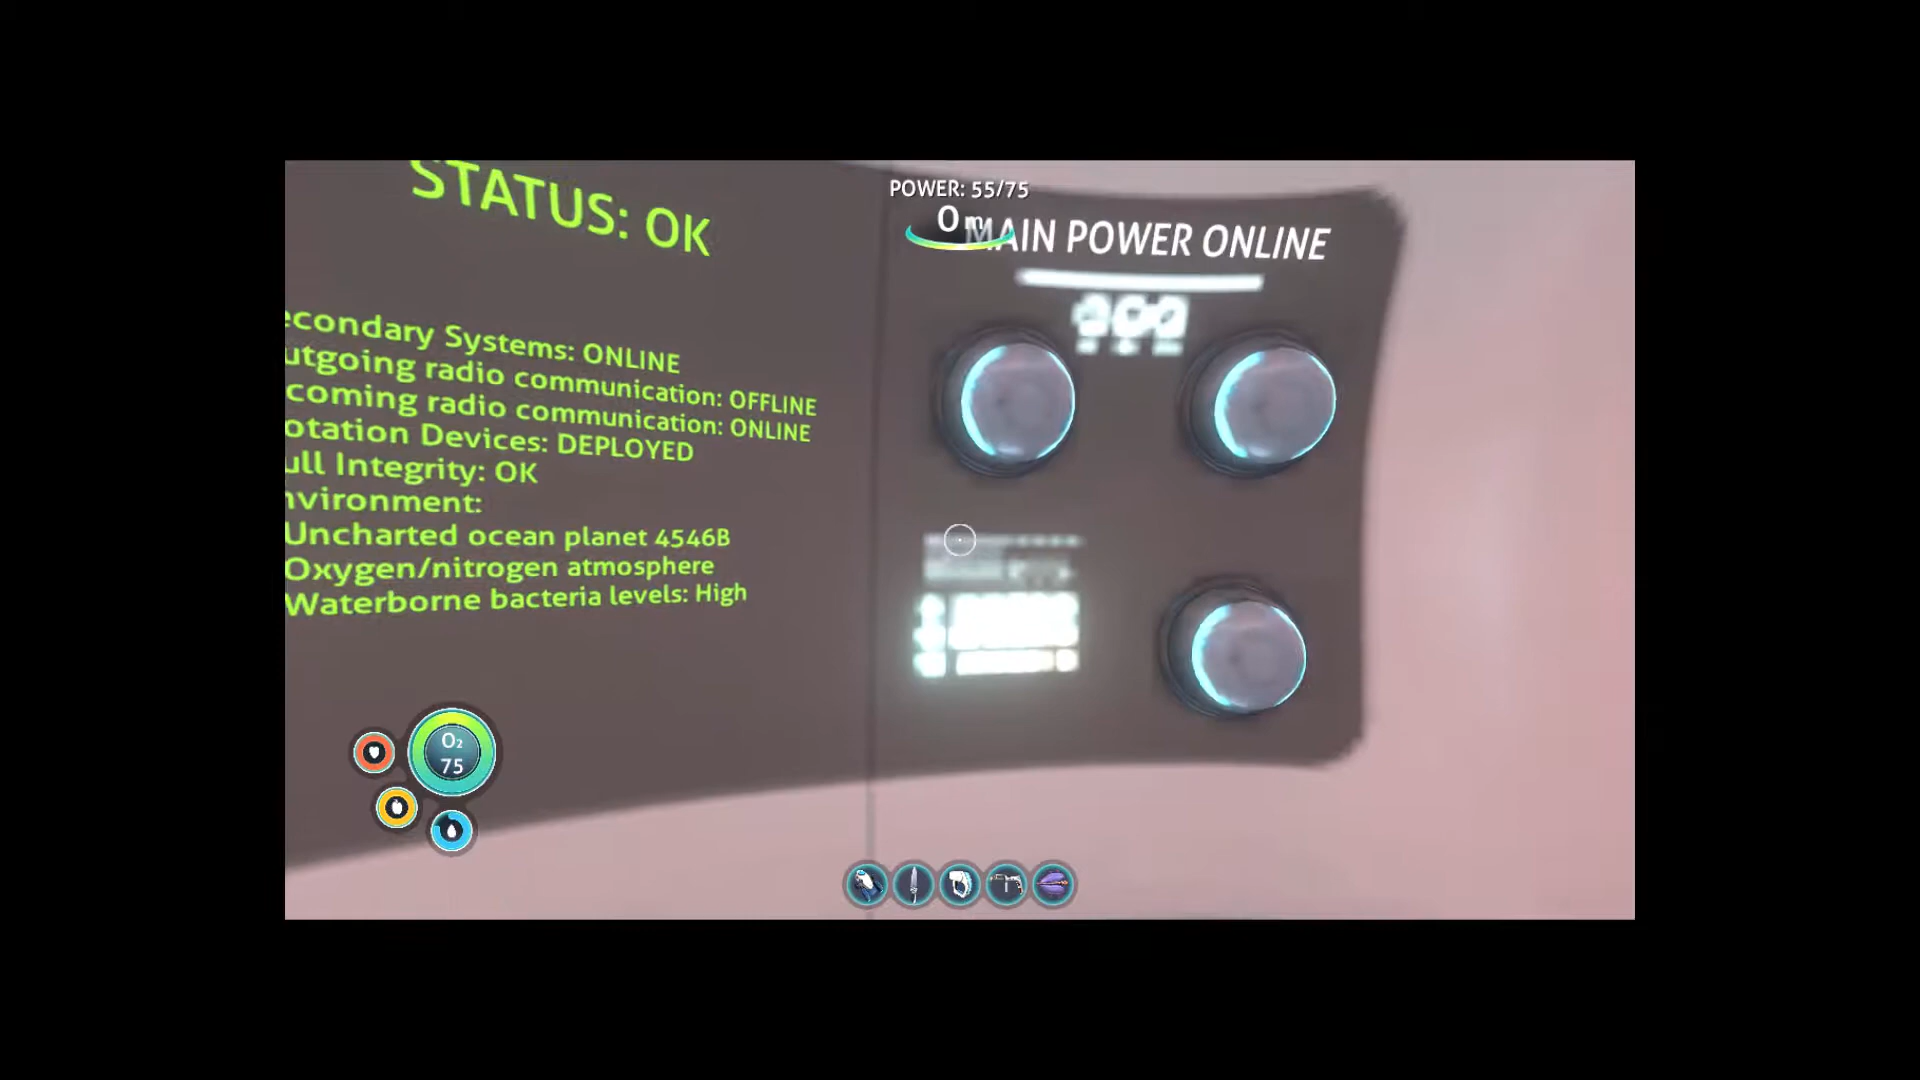 STATUS: OK
econdary Systems: ONLINE
utgoing radio communication: OFFLINE
coming radio communication: ONLINE
otation Devices: DEPLOYED
ull Integrity: OK
nvironment:
Uncharted ocean planet 4546B
Oxygen/nitrogen atmosphere
Waterborne bacteria levels: High
POWER: 55/75
0 m
MAIN POWER ONLINE
O₂
75